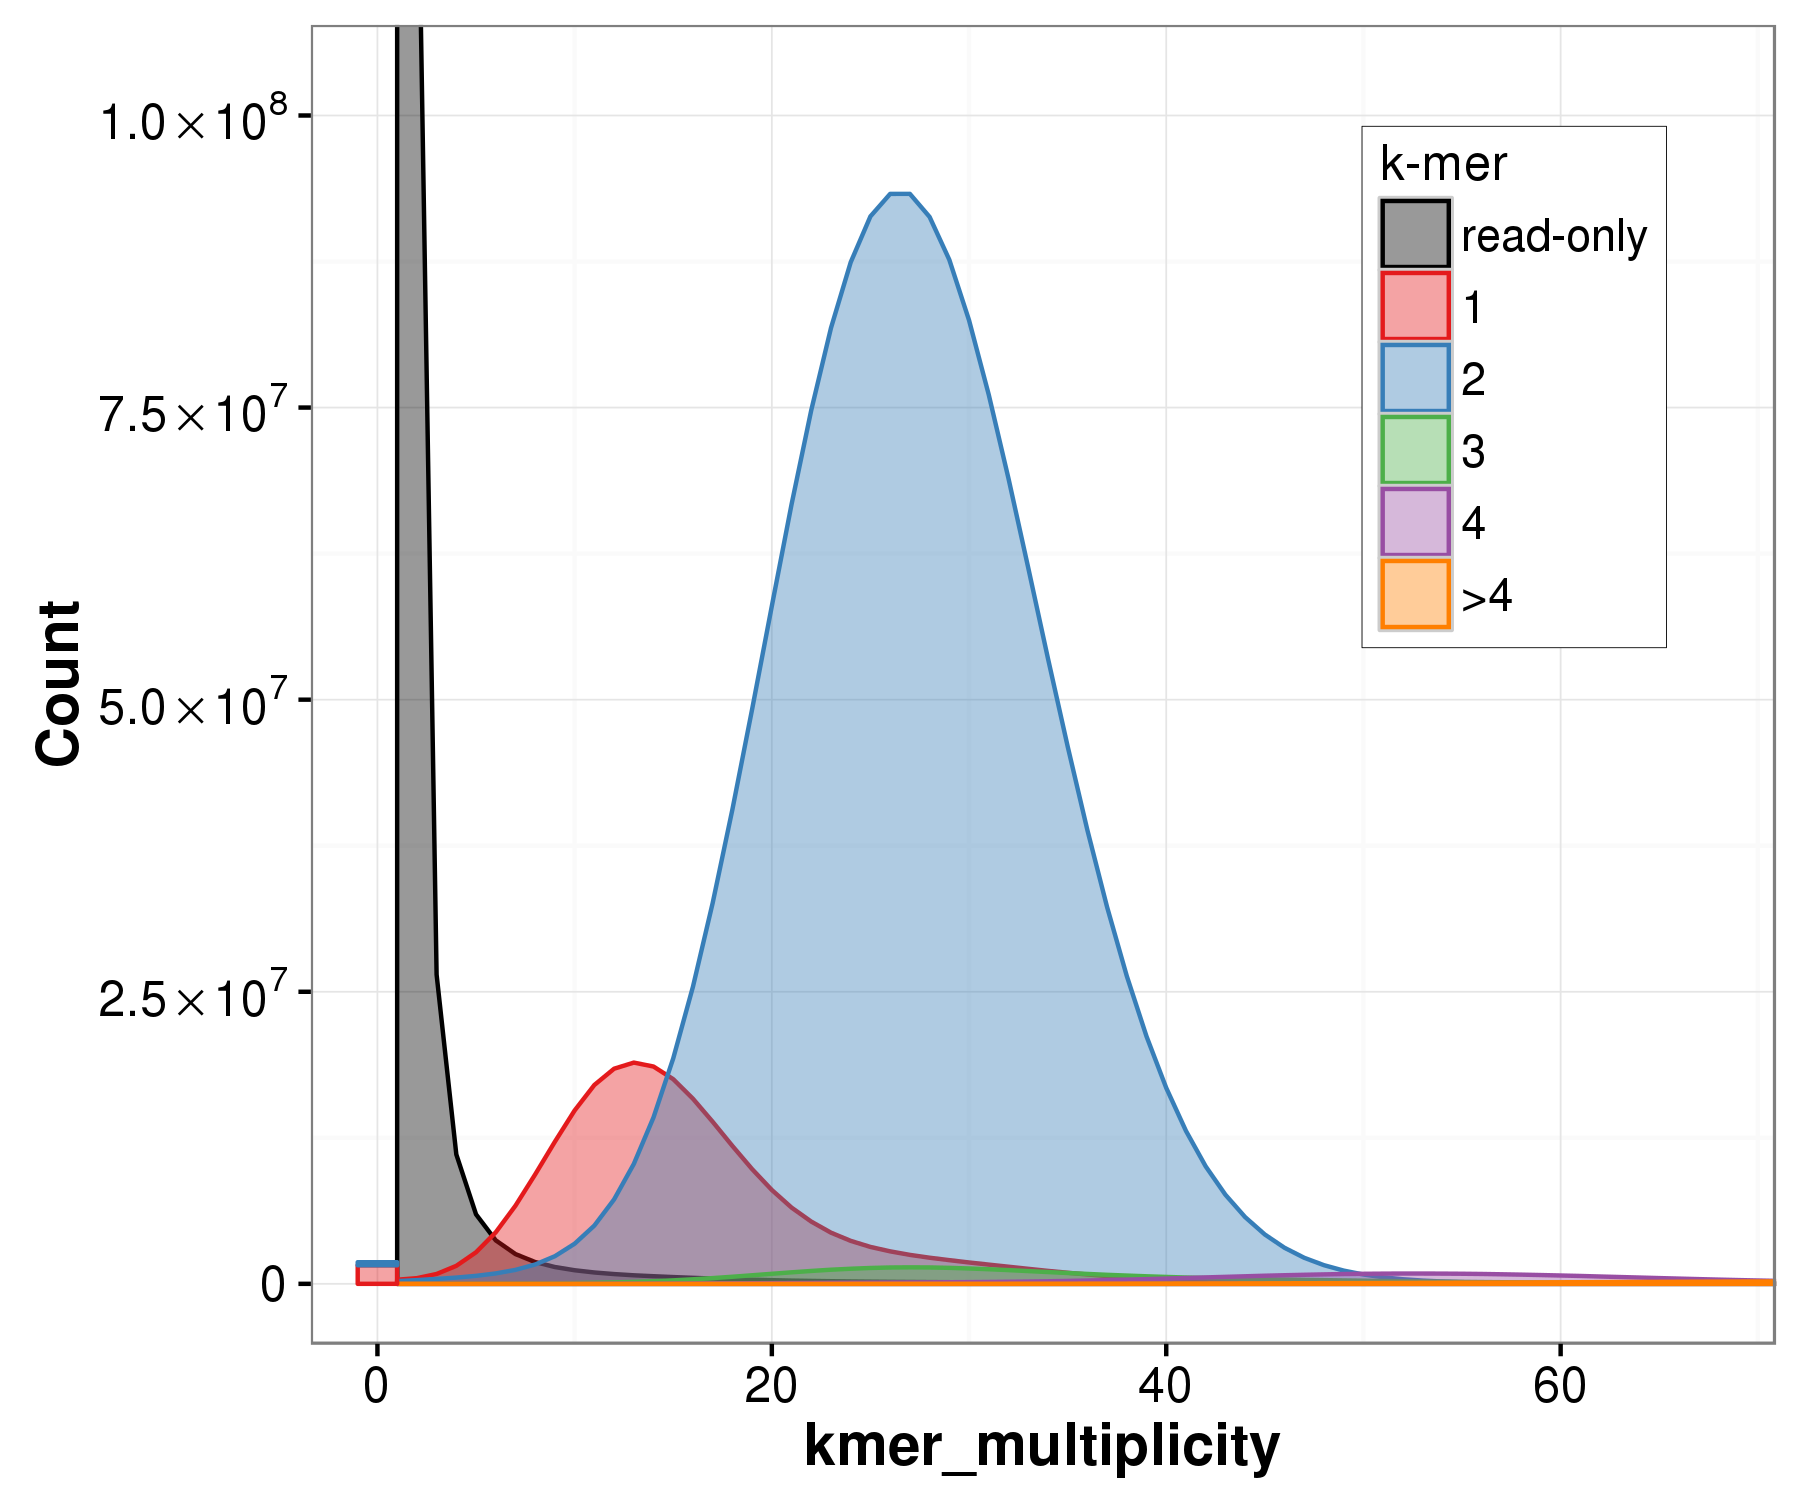 1.0×10⁸
7.5×10⁷
5.0×10⁷
2.5×10⁷
0
Count
k-mer
read-only
1
2
3
4
>4
0 20 40 60
kmer_multiplicity